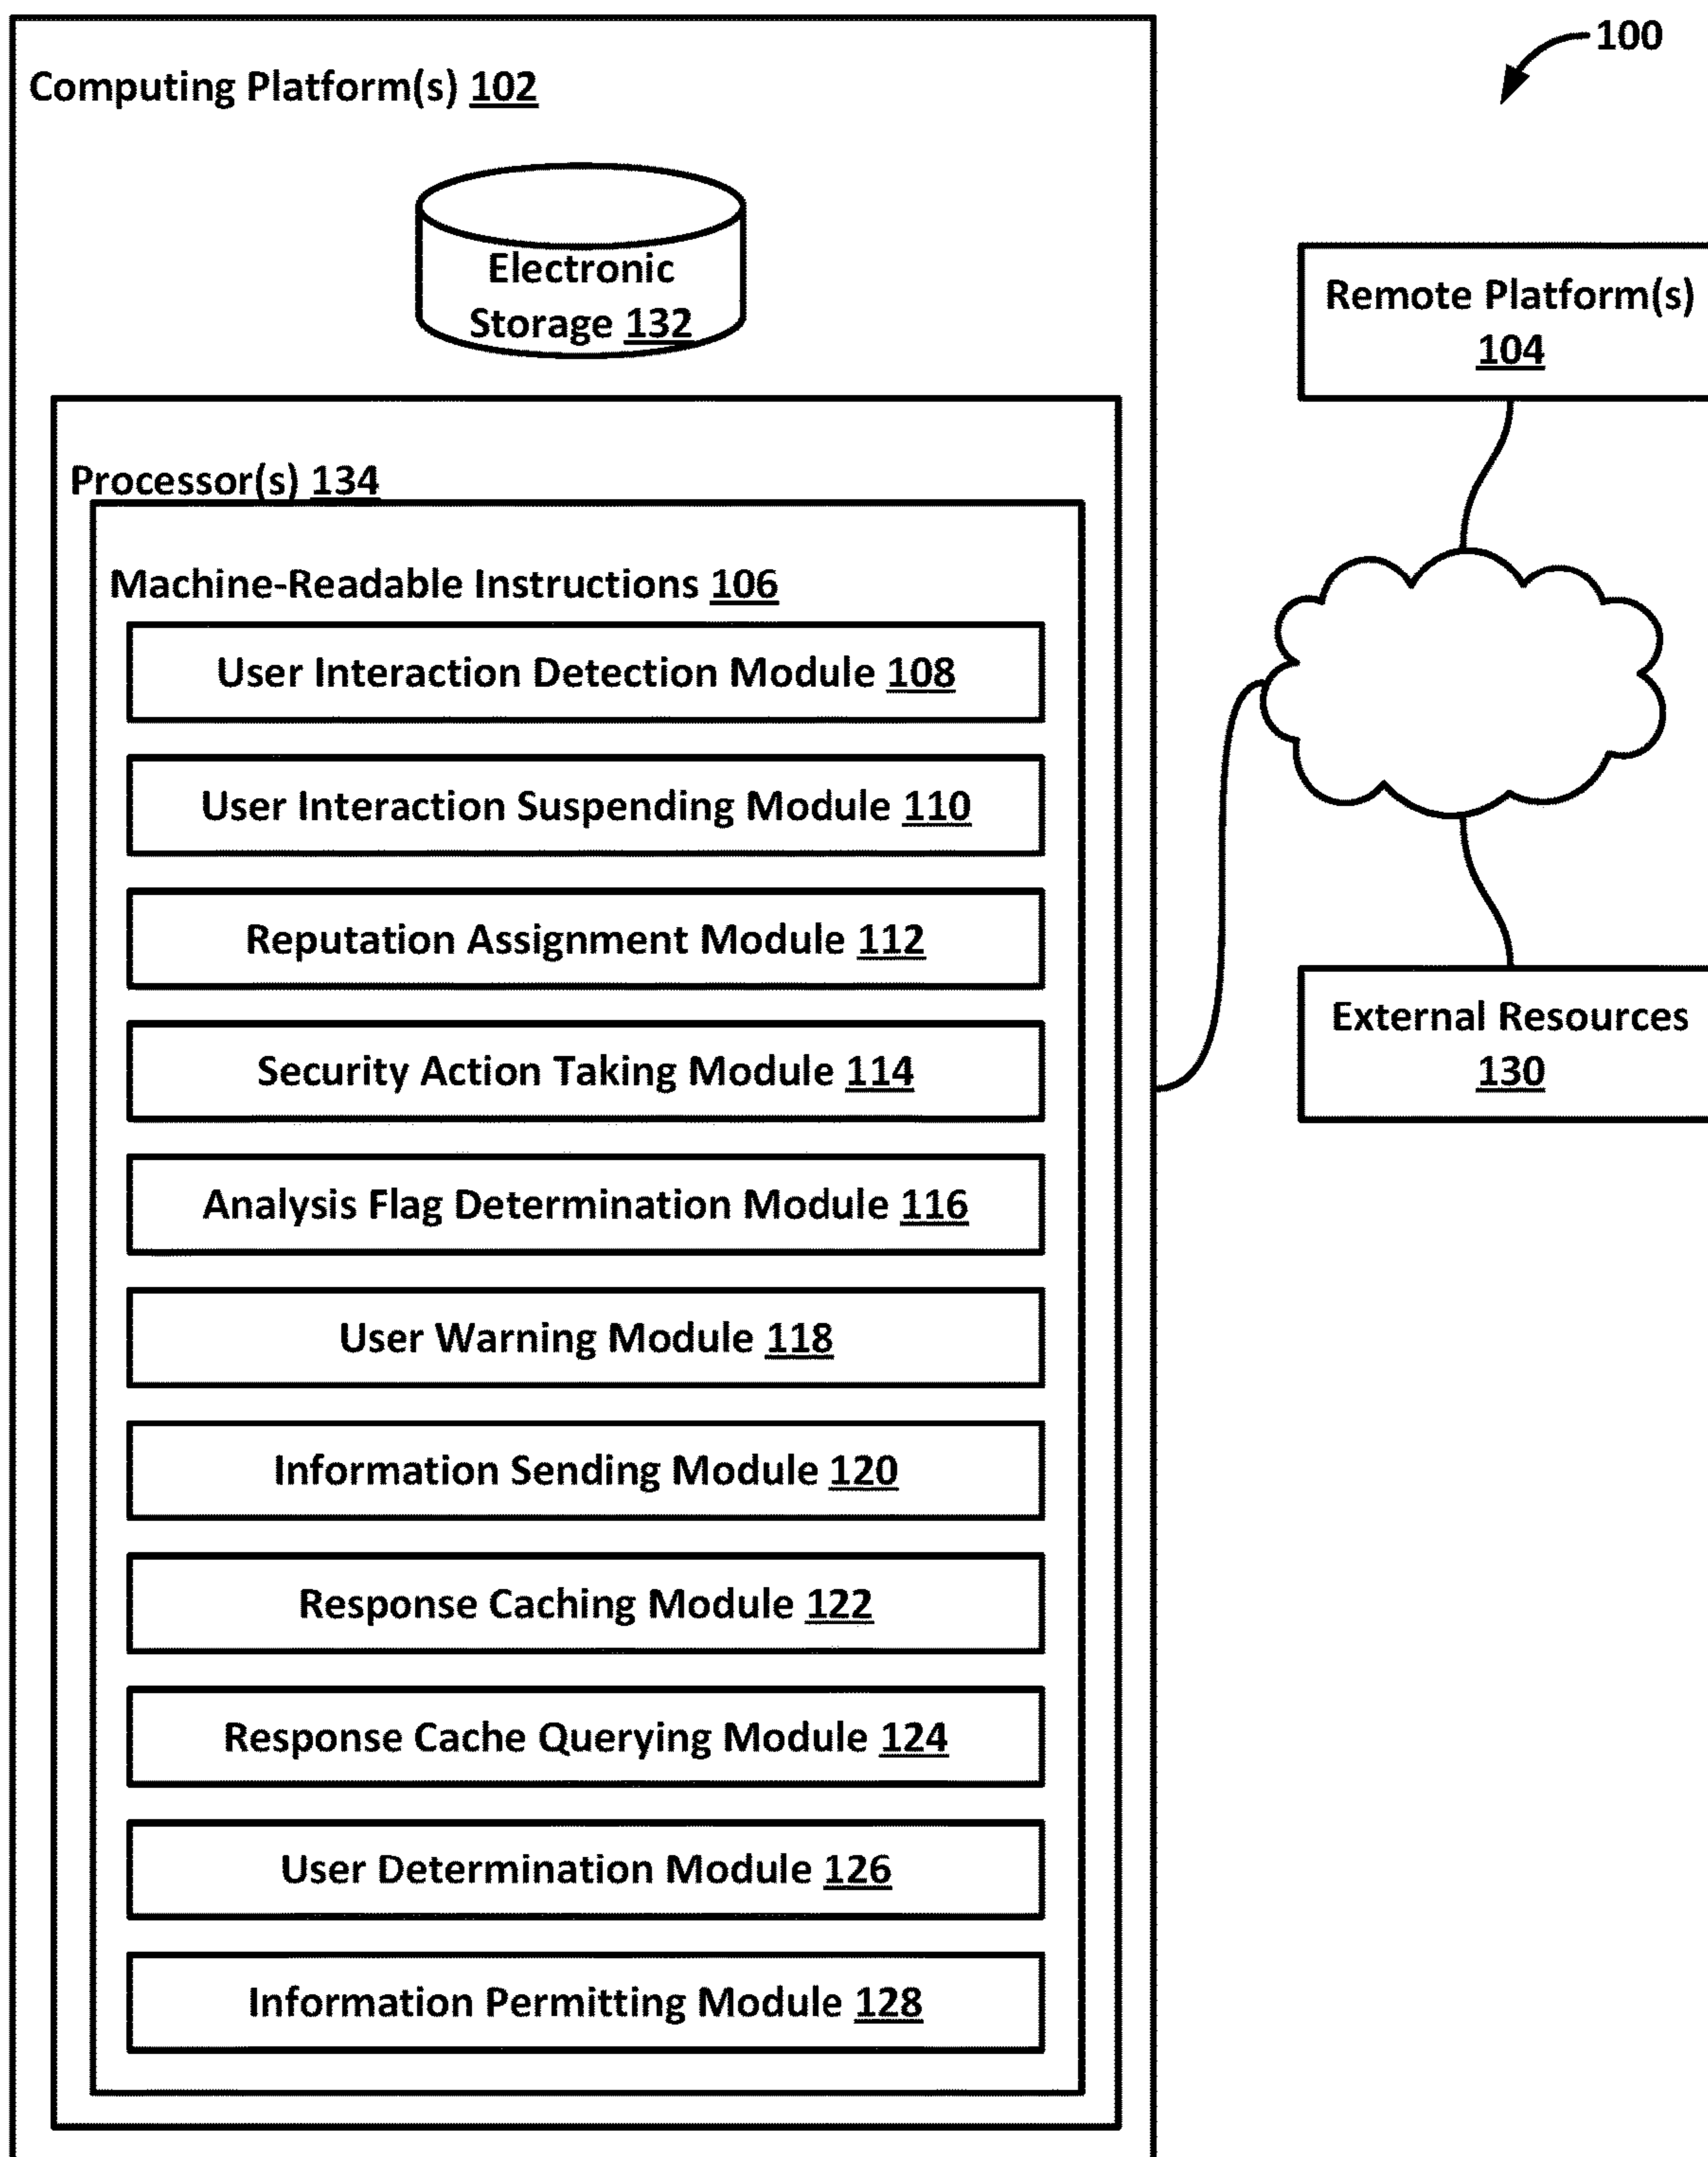 100
Computing Platform(s) 102
Electronic
Storage 132
Remote Platform(s)
104
Processor(s) 134
Machine-Readable Instructions 106
User Interaction Detection Module 108
User Interaction Suspending Module 110
Reputation Assignment Module 112
External Resources
130
Security Action Taking Module 114
Analysis Flag Determination Module 116
User Warning Module 118
Information Sending Module 120
Response Caching Module 122
Response Cache Querying Module 124
User Determination Module 126
Information Permitting Module 128